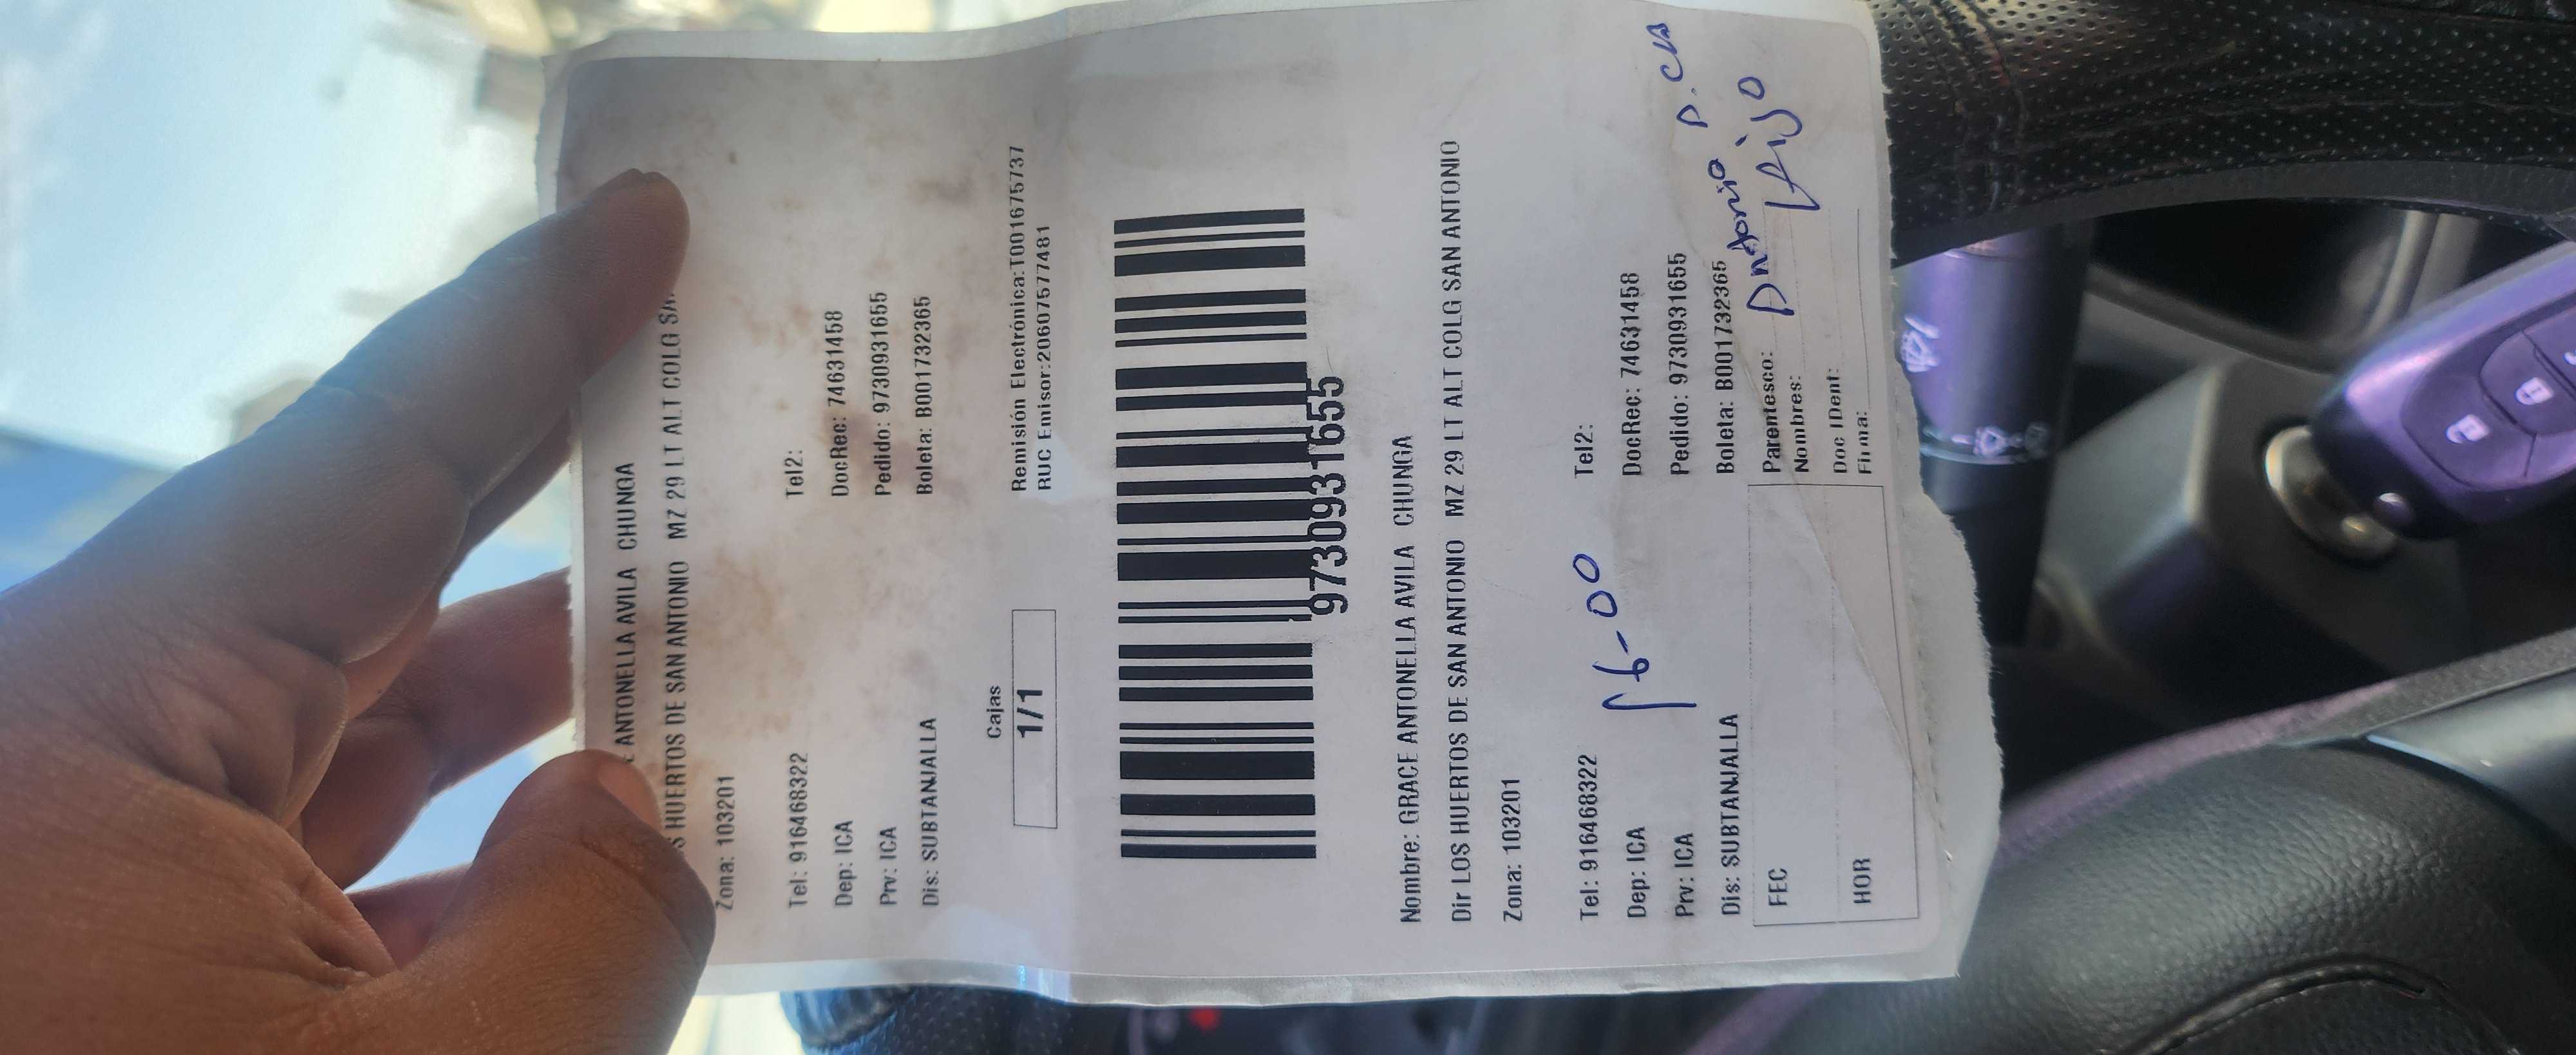 ANTONELLA AVILA CHUNGA
S HUERTOS DE SAN ANTONIO MZ 29 LT ALT COLG SA
Zona: 103201
Tel: 916468322 Tel2:
Dep: ICA DocRec: 74631458
Prv: ICA Pedido: 9730931655
Dis: SUBTANJALLA Boleta: B001732365
Cajas
1/1
Remisión Electrónica:T001675737
RUC Emisor:20607577481
9730931655
Nombre: GRACE ANTONELLA AVILA CHUNGA
Dir LOS HUERTOS DE SAN ANTONIO MZ 29 LT ALT COLG SAN ANTONIO
Zona: 103201
Tel: 916468322 Tel2:
Dep: ICA DocRec: 74631458
Prv: ICA Pedido: 9730931655
Dis: SUBTANJALLA Boleta: B001732365
FEC
HOR
Parentesco: Antonio
Nombres:
Doc IDent:
Firma: